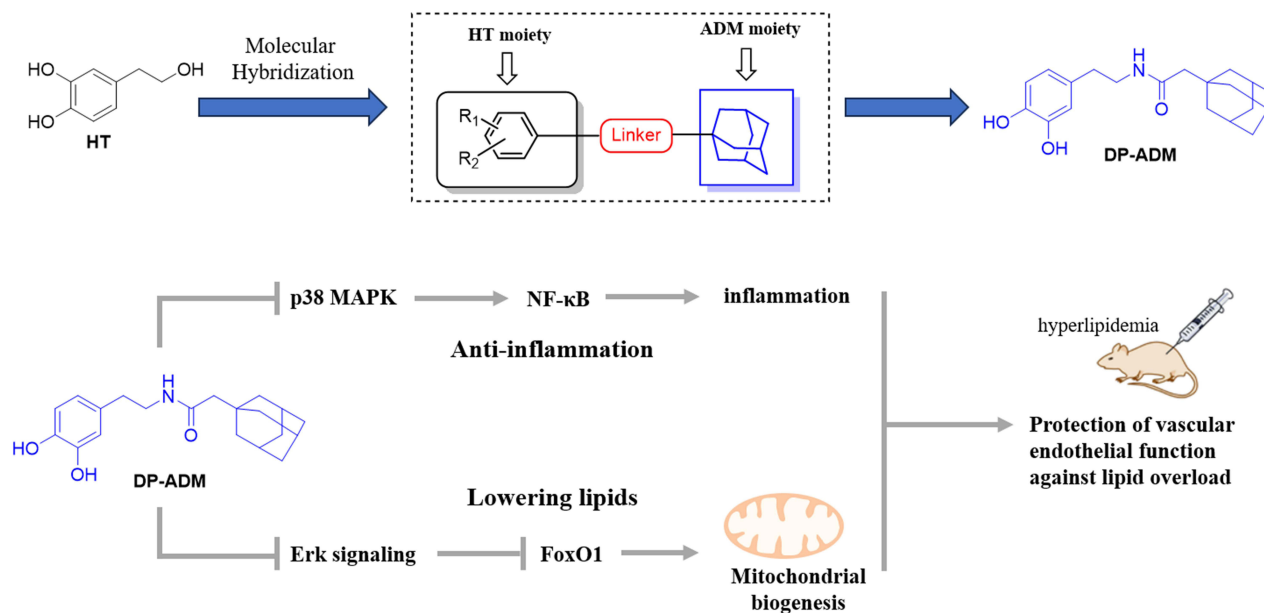 Molecular
Hybridization
HT moiety
ADM moiety
HO
HO
OH
HT
R1
R2
Linker
H
N
O
HO
OH
DP-ADM
p38 MAPK
NF-κB
inflammation
Anti-inflammation
hyperlipidemia
H
N
O
HO
OH
DP-ADM
Protection of vascular
endothelial function
against lipid overload
Lowering lipids
Erk signaling
FoxO1
Mitochondrial
biogenesis